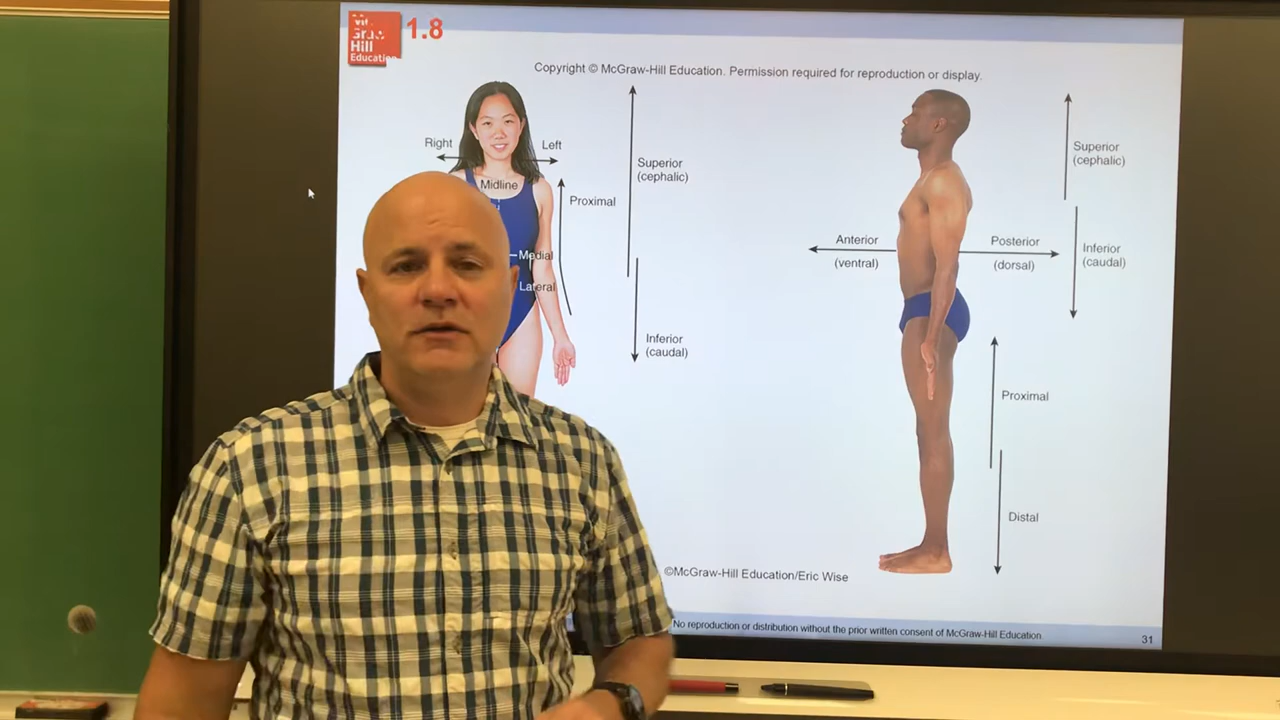 Hill
Education
1.8
Copyright © McGraw-Hill Education. Permission required for reproduction or display.
Right
Left
Midline
Superior
(cephalic)
Proximal
Medial
Lateral
Inferior
(caudal)
Anterior
(ventral)
Posterior
(dorsal)
Superior
(cephalic)
Inferior
(caudal)
Proximal
Distal
©McGraw-Hill Education/Eric Wise
No reproduction or distribution without the prior written consent of McGraw-Hill Education
31